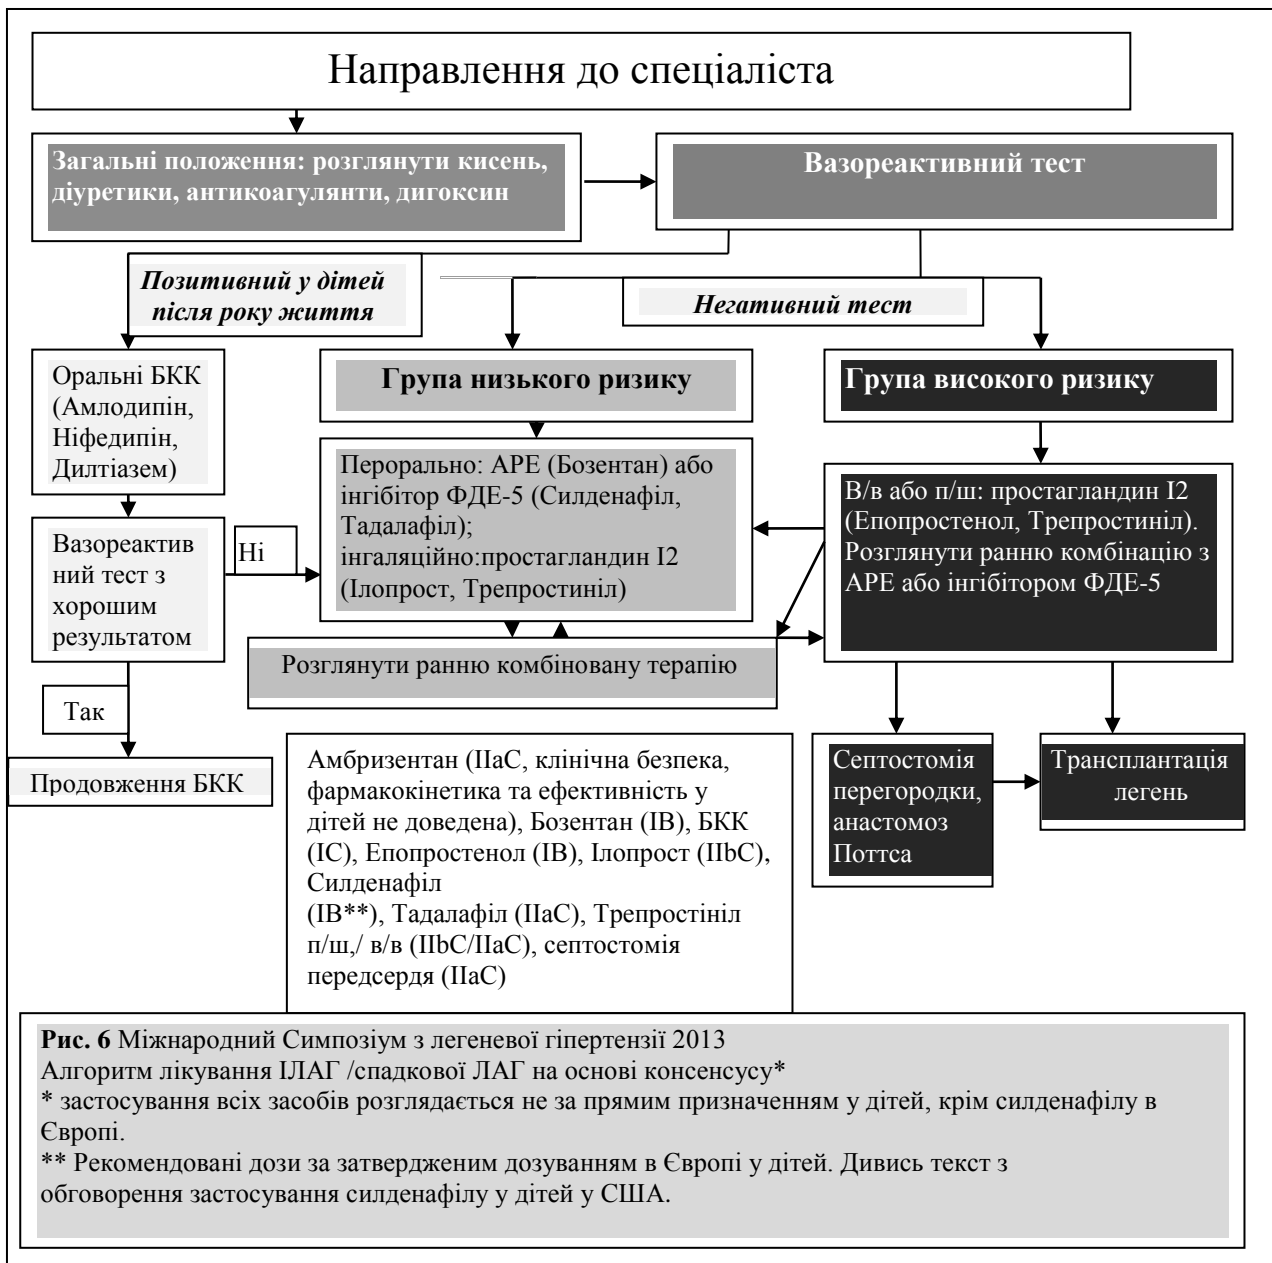 Направлення до спеціаліста
Загальні положення: розглянути кисень,
діуретики, антикоагулянти, дигоксин
Вазореактивний тест
Позитивний у дітей
після року життя
Негативний тест
Оральні БКК
(Амлодипін,
Ніфедипін,
Дилтіазем)
Група низького ризику
Група високого ризику
Перорально: АРЕ (Бозентан) або
інгібітор ФДЕ-5 (Силденафіл,
Тадалафіл);
інгаляційно:простагландин I2
(Ілопрост, Трепростиніл)
В/в або п/ш: простагландин I2
(Епопростенол, Трепростиніл).
Розглянути ранню комбінацію з
АРЕ або інгібітором ФДЕ-5
Вазореактив
ний тест з
хорошим
результатом
Ні
Розглянути ранню комбіновану терапію
Так
Продовження БКК
Амбризентан (IIaC, клінічна безпека,
фармакокінетика та ефективність у
дітей не доведена), Бозентан (IB), БКК
(IC), Епопростенол (IB), Ілопрост (IIbC),
Силденафіл
(IB**), Тадалафіл (IIaC), Трепростініл
п/ш,/ в/в (IIbC/IIaC), септостомія
передсердя (IIaC)
Септостомія
перегородки,
анастомоз
Поттса
Трансплантація
легень
Рис. 6 Міжнародний Симпозіум з легеневої гіпертензії 2013
Алгоритм лікування ІЛАГ /спадкової ЛАГ на основі консенсусу*
* застосування всіх засобів розглядається не за прямим призначенням у дітей, крім силденафілу в
Європі.
** Рекомендовані дози за затвердженим дозуванням в Європі у дітей. Дивись текст з
обговорення застосування силденафілу у дітей у США.